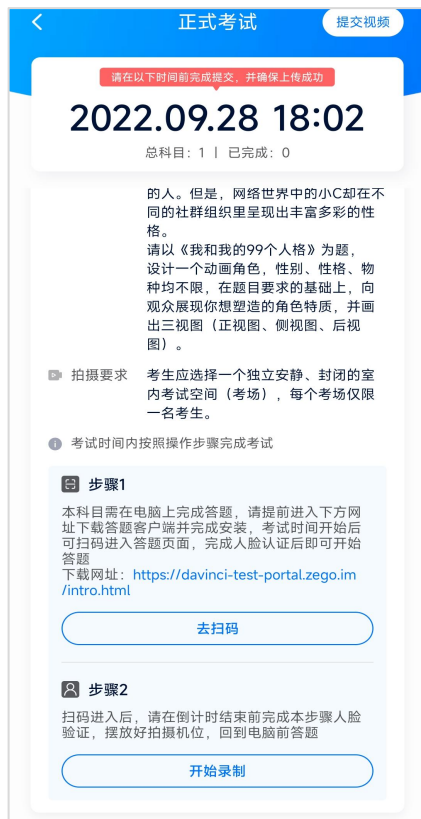 正式考试
提交视频
请在以下时间前完成提交，并确保上传成功
2022.09.28 18:02
总科目：1 | 已完成：0
的人。但是，网络世界中的小C却在不
同的社群组织里呈现出丰富多彩的性
格。
请以《我和我的99个人格》为题，
设计一个动画角色，性别、性格、物
种均不限，在题目要求的基础上，向
观众展现你想塑造的角色特质，并画
出三视图（正视图、侧视图、后视
图）。
拍摄要求
考生应选择一个独立安静、封闭的室
内考试空间（考场），每个考场仅限
一名考生。
考试时间内按照操作步骤完成考试
步骤1
本科目需在电脑上完成答题，请提前进入下方网
址下载答题客户端并完成安装，考试时间开始后
可扫码进入答题页面，完成人脸认证后即可开始
答题
下载网址：https://davinci-test-portal.zego.im
/intro.html
去扫码
步骤2
扫码进入后，请在倒计时结束前完成本步骤人脸
验证，摆放好拍摄机位，回到电脑前答题
开始录制